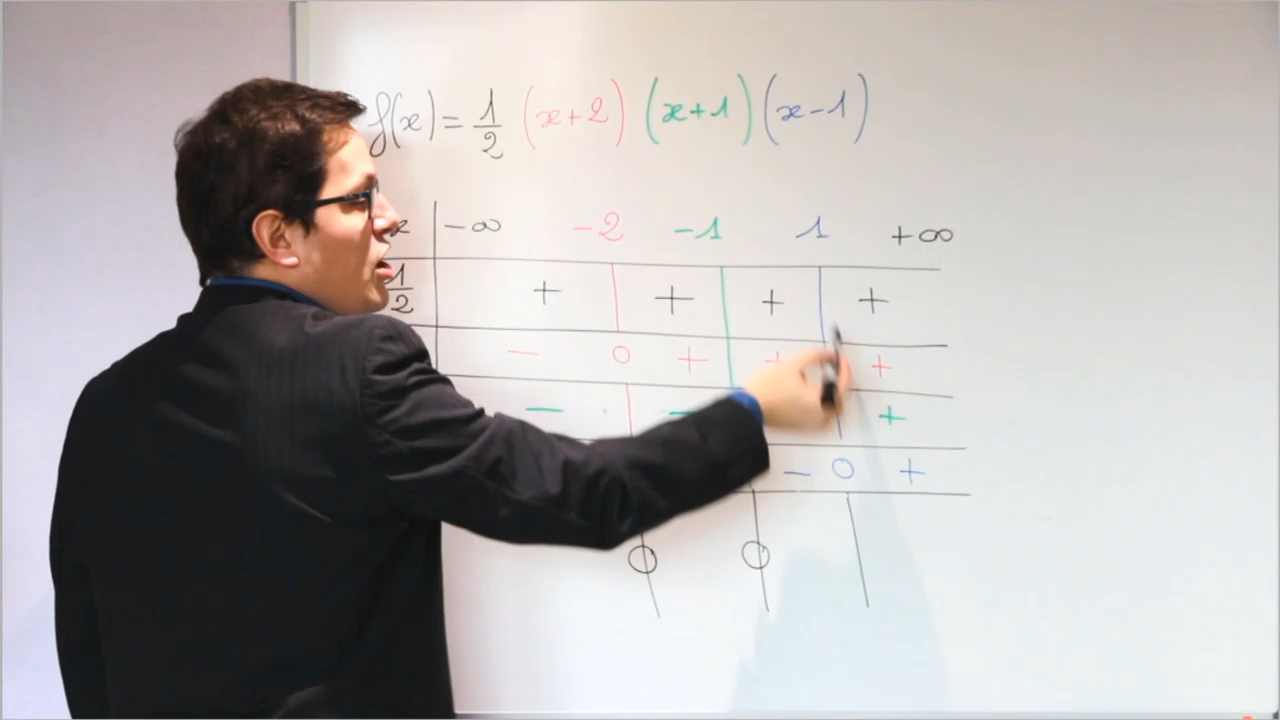 f(x) = 1/2 (x+2) (x+1) (x-1)
x -∞ -2 -1 1 +∞
1/2 + + + +
- 0 + + +
- - +
- 0 +
0 0